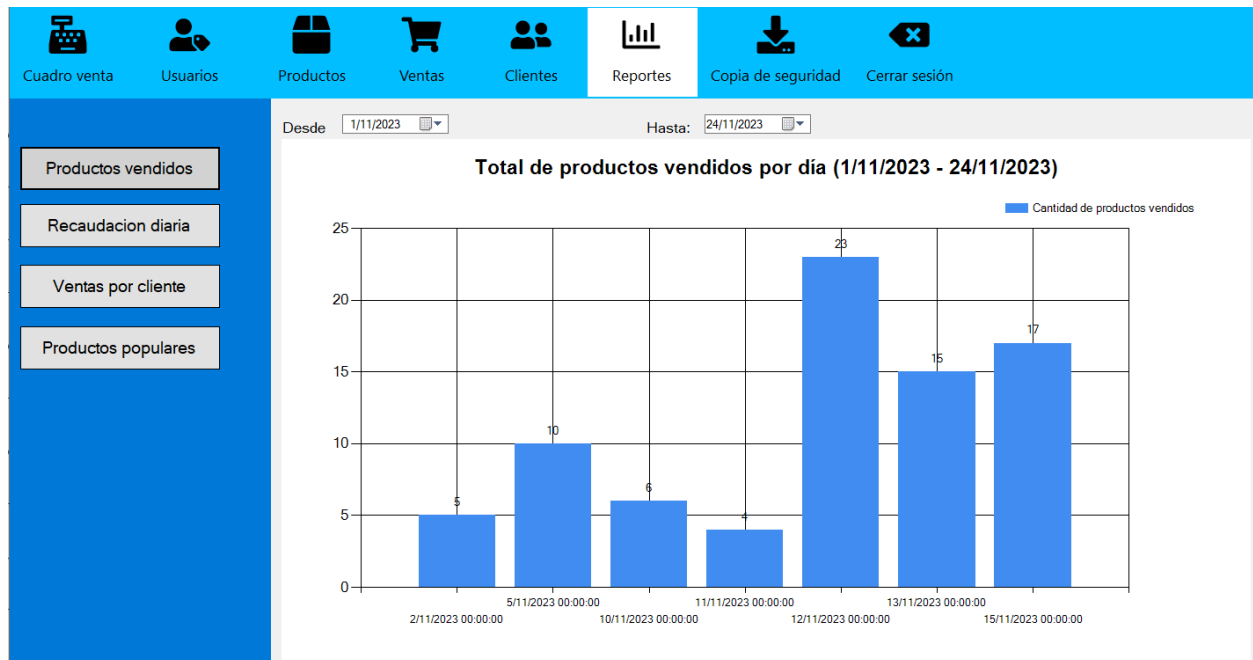 Cuadro venta
Usuarios
Productos
Ventas
Clientes
Reportes
Copia de seguridad
Cerrar sesión
Desde
1/11/2023
Hasta:
24/11/2023
Productos vendidos
Recaudacion diaria
Ventas por cliente
Productos populares
Total de productos vendidos por día (1/11/2023 - 24/11/2023)
Cantidad de productos vendidos
25
20
15
10
5
0
5
10
6
4
23
15
17
2/11/2023 00:00:00
5/11/2023 00:00:00
10/11/2023 00:00:00
11/11/2023 00:00:00
12/11/2023 00:00:00
13/11/2023 00:00:00
15/11/2023 00:00:00